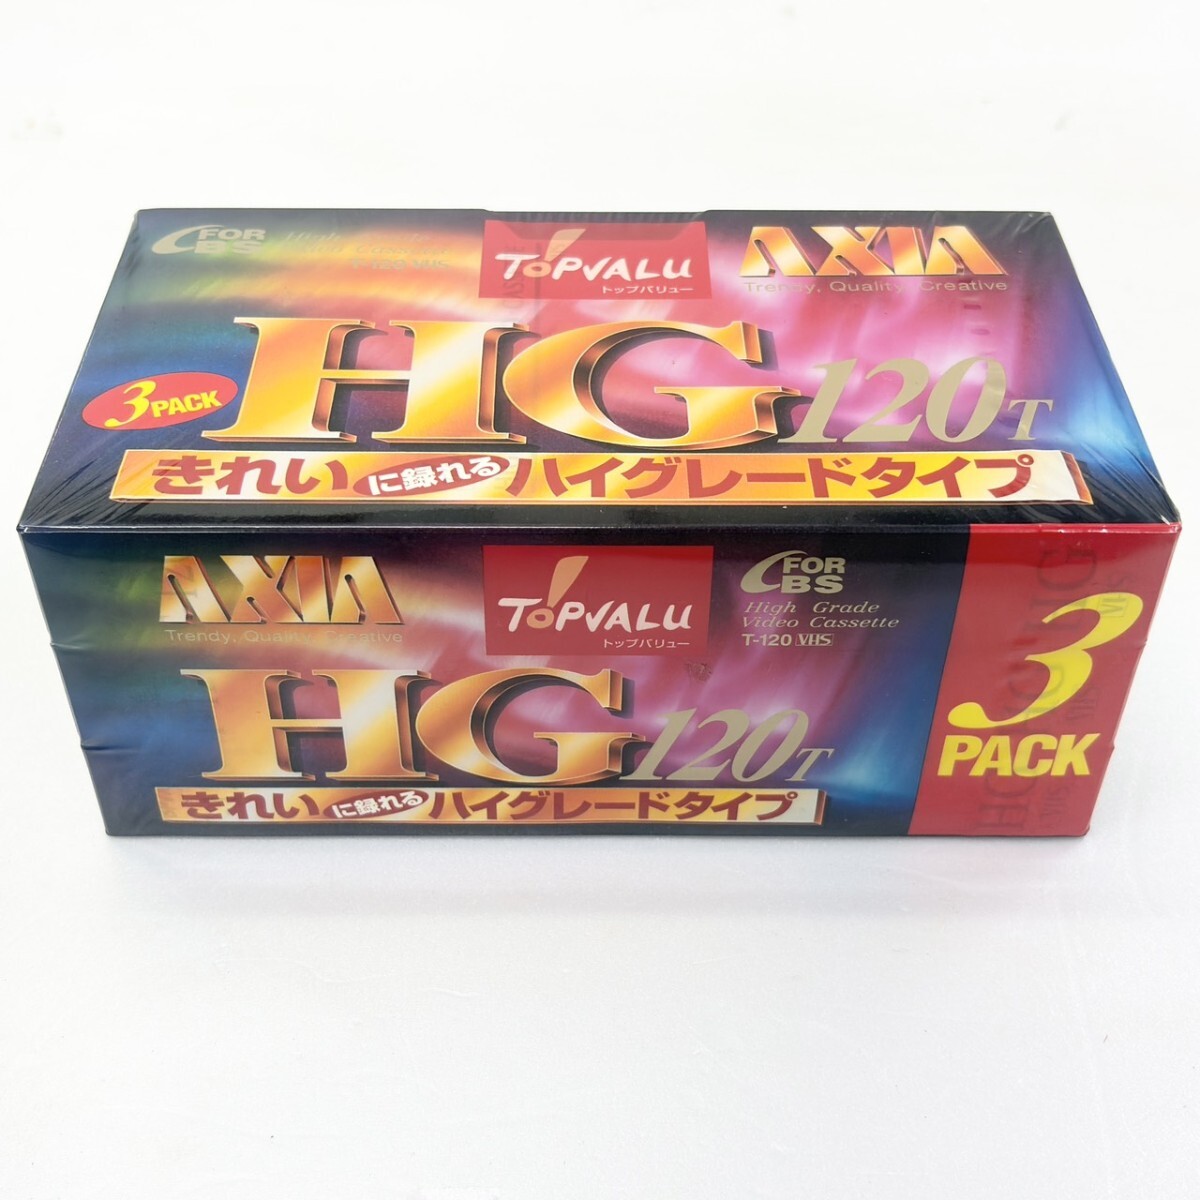 FOR BS
High Grade
Video Cassette
T-120 VHS
TOPVALU
トップバリュー
AXIA
Trendy, Quality, Creative
3 PACK
HG 120T
きれいに録れるハイグレードタイプ
AXIA
Trendy, Quality, Creative
TOPVALU
トップバリュー
FOR BS
High Grade
Video Cassette
T-120 VHS
HG 120T
きれいに録れるハイグレードタイプ
3
PACK